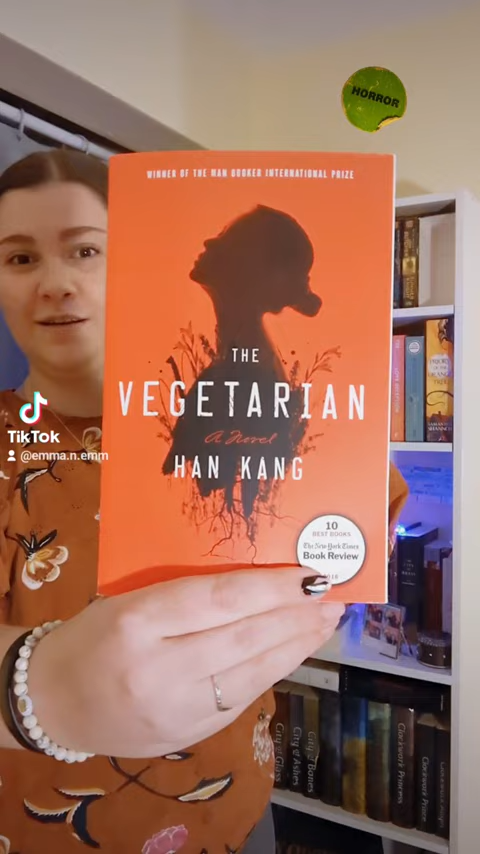 HORROR
WINNER OF THE MAN BOOKER INTERNATIONAL PRIZE
THE
VEGETARIAN
A Novel
HAN KANG
10
BEST BOOKS
The New York Times
Book Review
TikTok
@emma.n.emm
City of Glass
City of Ashes
City of Bones
Clockwork Princess
Clockwork Prince